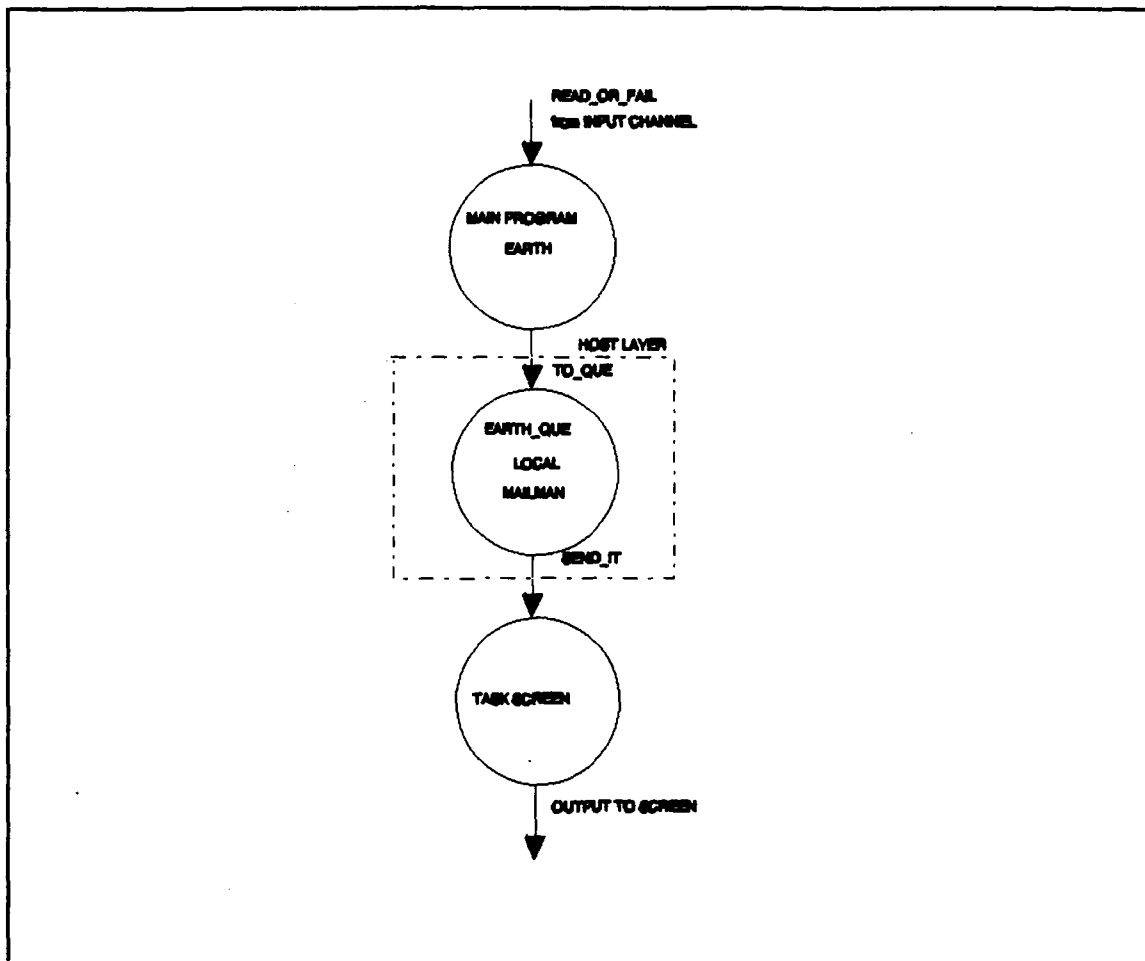 READ_OR_FAIL
from INPUT CHANNEL
MAIN PROGRAM
EARTH
HOST LAYER
TO_QUE
EARTH_QUE
LOCAL
MAILMAN
SEND_IT
TASK SCREEN
OUTPUT TO SCREEN